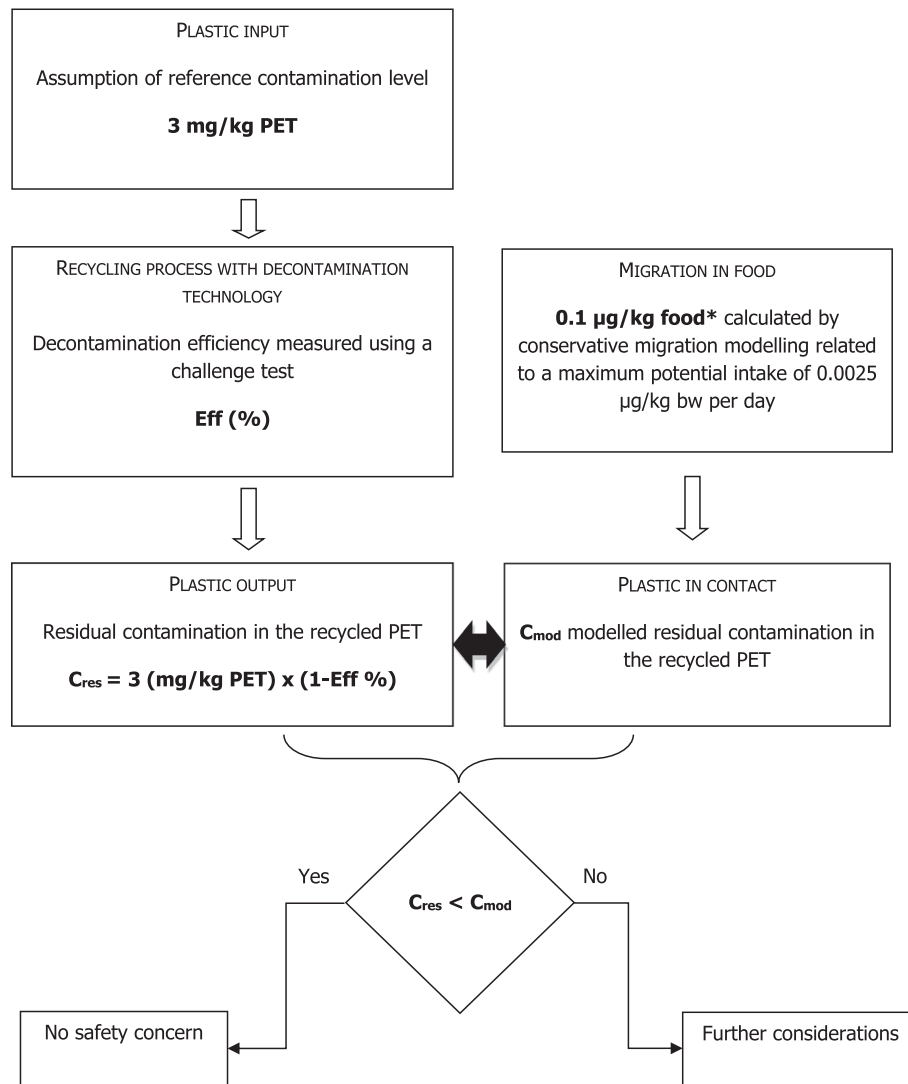 PLASTIC INPUT
Assumption of reference contamination level
3 mg/kg PET
RECYCLING PROCESS WITH DECONTAMINATION
TECHNOLOGY
Decontamination efficiency measured using a
challenge test
Eff (%)
MIGRATION IN FOOD
0.1 µg/kg food* calculated by
conservative migration modelling related
to a maximum potential intake of 0.0025
µg/kg bw per day
PLASTIC OUTPUT
Residual contamination in the recycled PET
Cres = 3 (mg/kg PET) x (1-Eff %)
PLASTIC IN CONTACT
Cmod modelled residual contamination in
the recycled PET
Yes
No
Cres < Cmod
No safety concern
Further considerations